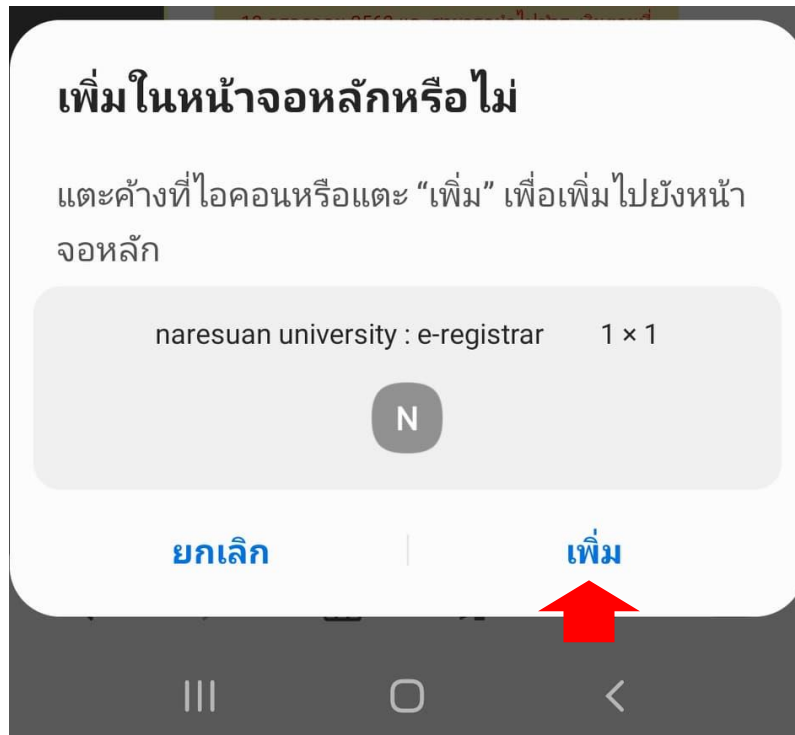 เพิ่มในหน้าจอหลักหรือไม่
แตะค้างที่ไอคอนหรือแตะ “เพิ่ม” เพื่อเพิ่มไปยังหน้า
จอหลัก
naresuan university : e-registrar 1 × 1
N
ยกเลิก เพิ่ม